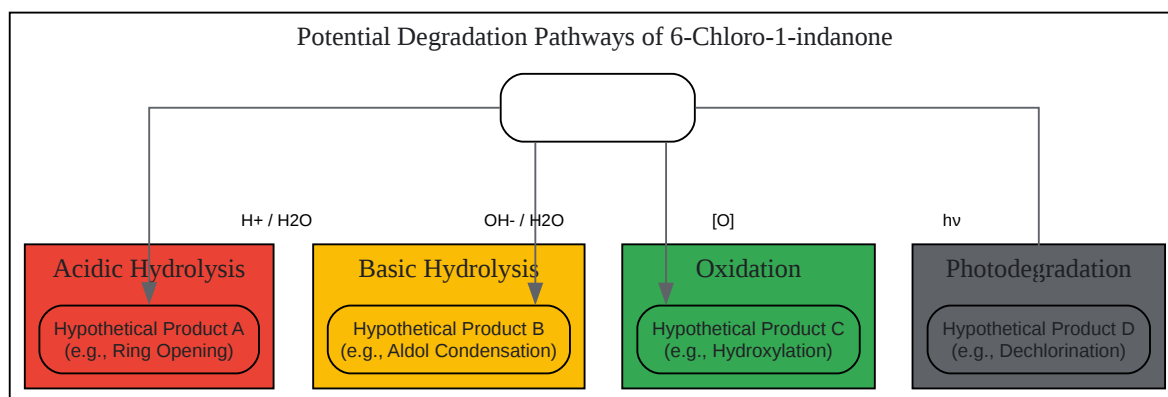 Potential Degradation Pathways of 6-Chloro-1-indanone
H+ / H2O
OH- / H2O
[O]
hν
Acidic Hydrolysis
Basic Hydrolysis
Oxidation
Photodegradation
Hypothetical Product A
(e.g., Ring Opening)
Hypothetical Product B
(e.g., Aldol Condensation)
Hypothetical Product C
(e.g., Hydroxylation)
Hypothetical Product D
(e.g., Dechlorination)